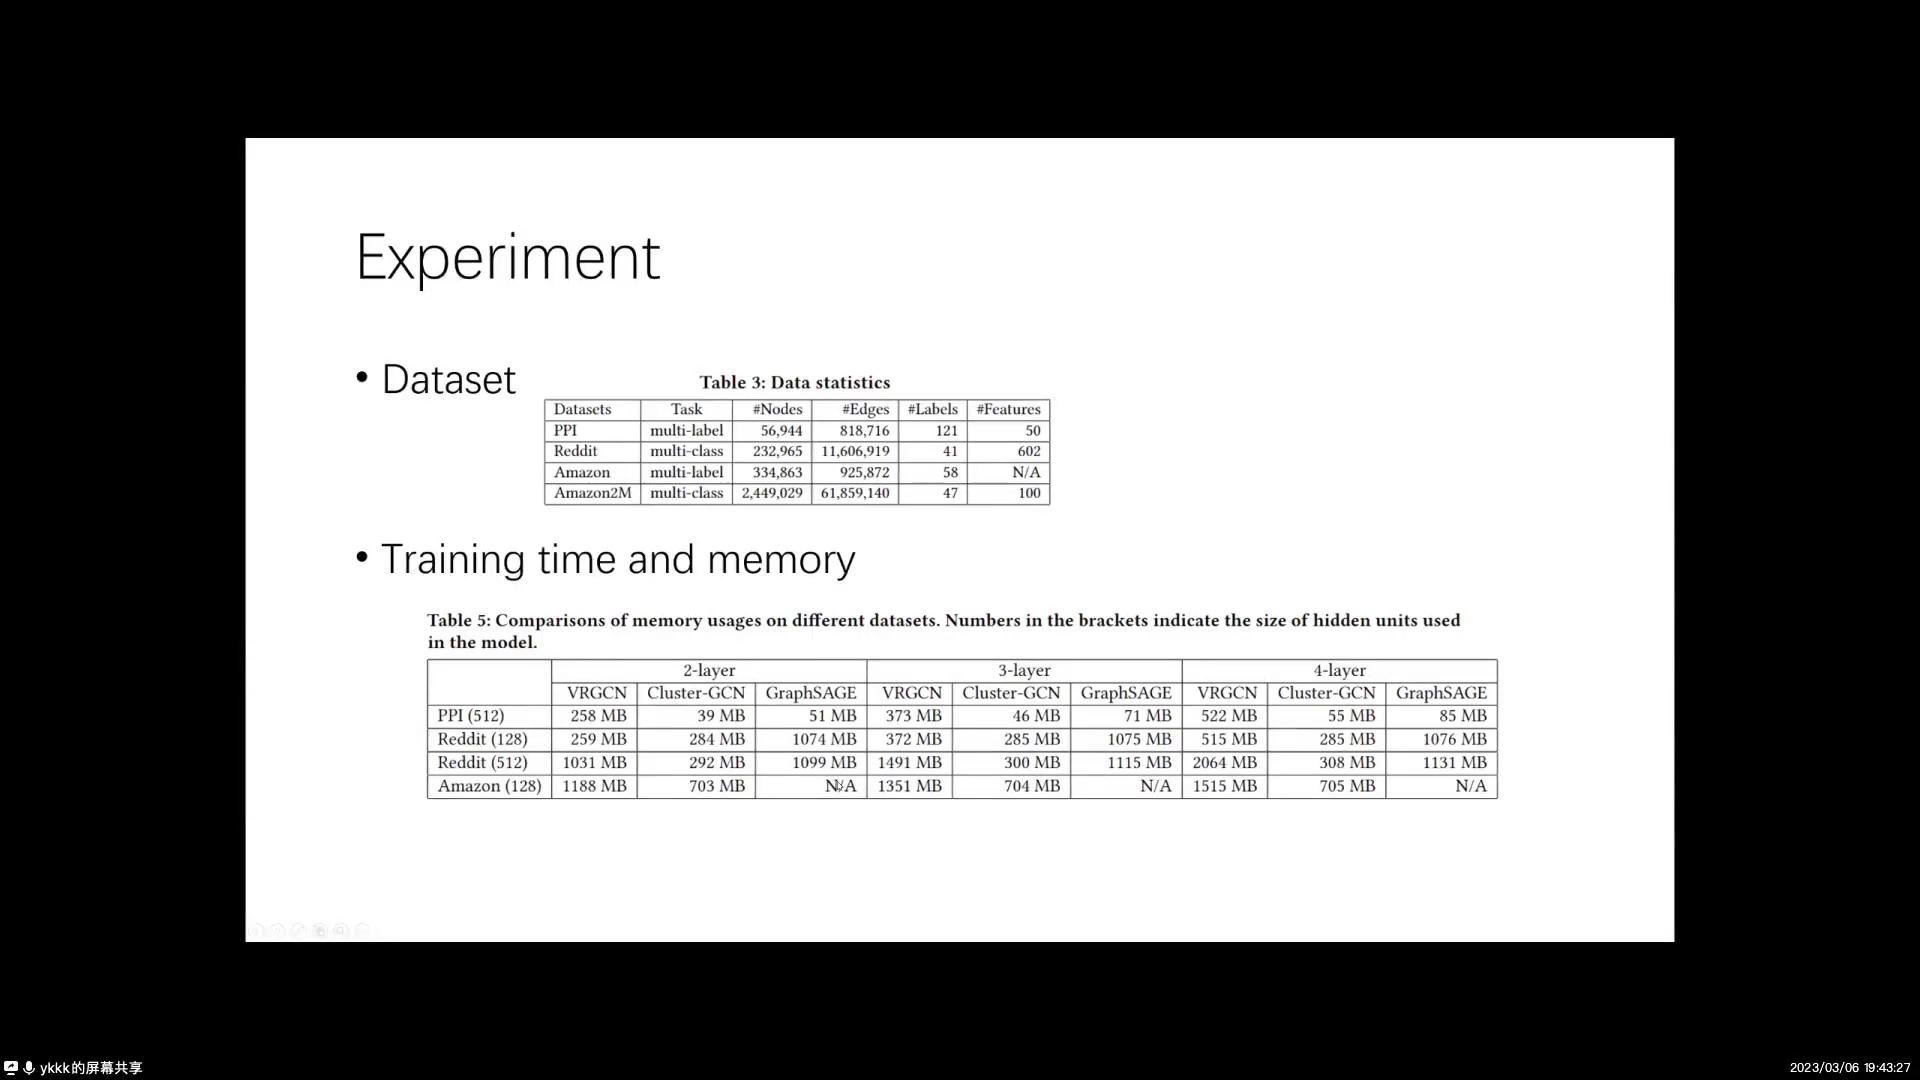 Experiment
• Dataset
Table 3: Data statistics
Datasets Task #Nodes #Edges #Labels #Features
PPI multi-label 56,944 818,716 121 50
Reddit multi-class 232,965 11,606,919 41 602
Amazon multi-label 334,863 925,872 58 N/A
Amazon2M multi-class 2,449,029 61,859,140 47 100
• Training time and memory
Table 5: Comparisons of memory usages on different datasets. Numbers in the brackets indicate the size of hidden units used
in the model.
2-layer 3-layer 4-layer
VRGCN Cluster-GCN GraphSAGE VRGCN Cluster-GCN GraphSAGE VRGCN Cluster-GCN GraphSAGE
PPI (512) 258 MB 39 MB 51 MB 373 MB 46 MB 71 MB 522 MB 55 MB 85 MB
Reddit (128) 259 MB 284 MB 1074 MB 372 MB 285 MB 1075 MB 515 MB 285 MB 1076 MB
Reddit (512) 1031 MB 292 MB 1099 MB 1491 MB 300 MB 1115 MB 2064 MB 308 MB 1131 MB
Amazon (128) 1188 MB 703 MB N/A 1351 MB 704 MB N/A 1515 MB 705 MB N/A
ykkk的屏幕共享
2023/03/06 19:43:27